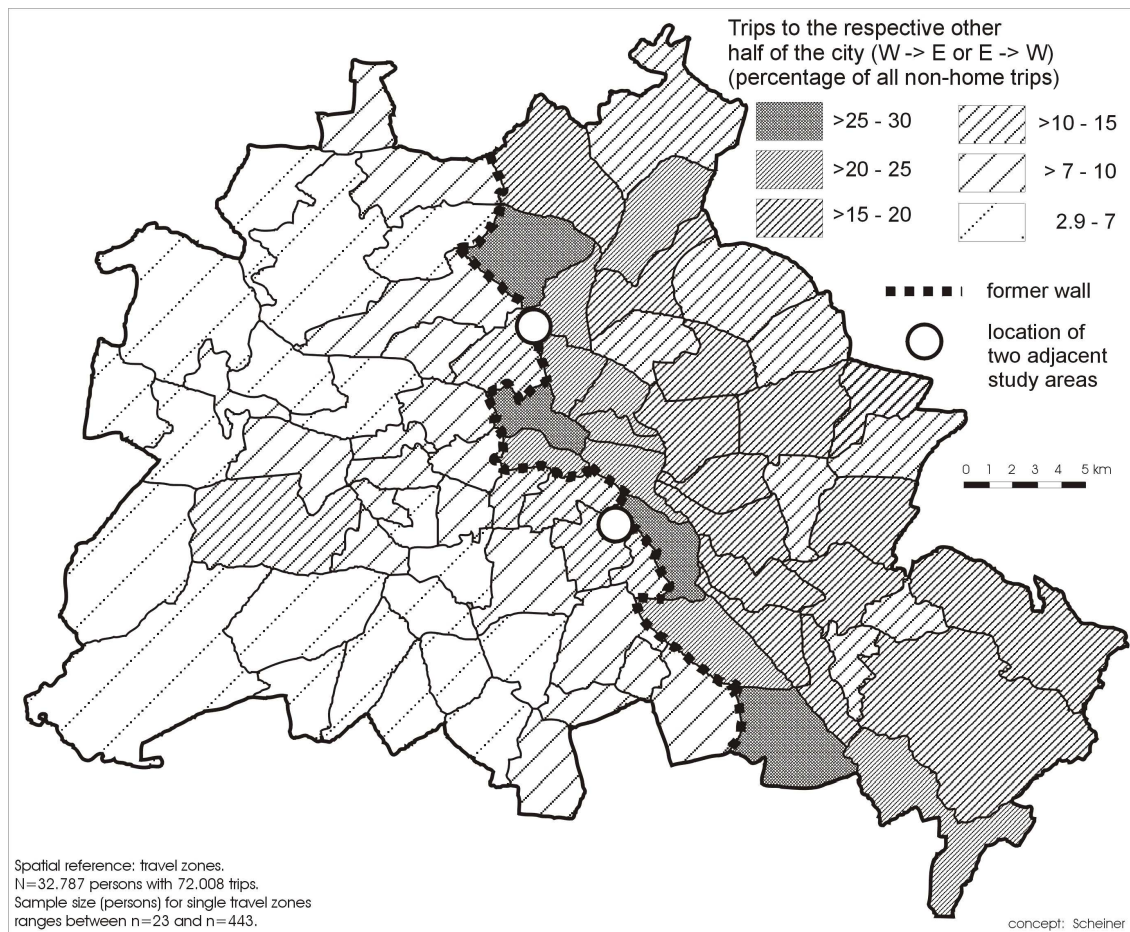 Trips to the respective other
half of the city (W -> E or E -> W)
(percentage of all non-home trips)
>25 - 30
>10 - 15
>20 - 25
> 7 - 10
>15 - 20
2.9 - 7
former wall
location of
two adjacent
study areas
0 1 2 3 4 5 km
Spatial reference: travel zones.
N=32.787 persons with 72.008 trips.
Sample size (persons) for single travel zones
ranges between n=23 and n=443.
concept: Scheiner